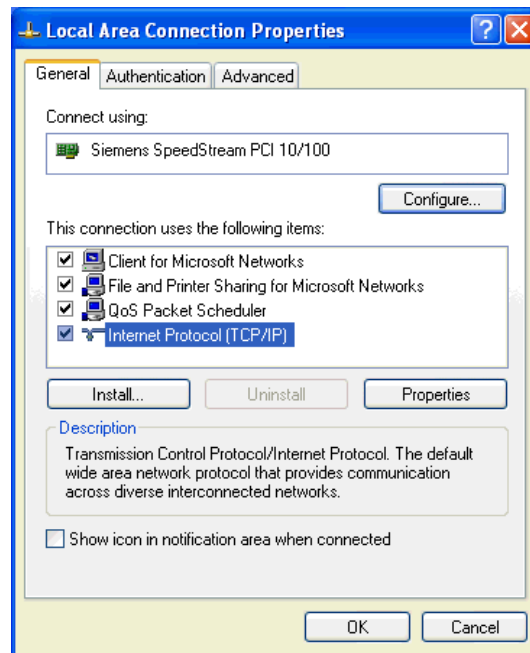 Local Area Connection Properties
General Authentication Advanced
Connect using:
Siemens SpeedStream PCI 10/100
Configure...
This connection uses the following items:
Client for Microsoft Networks
File and Printer Sharing for Microsoft Networks
QoS Packet Scheduler
Internet Protocol (TCP/IP)
Install... Uninstall Properties
Description
Transmission Control Protocol/Internet Protocol. The default
wide area network protocol that provides communication
across diverse interconnected networks.
Show icon in notification area when connected
OK Cancel